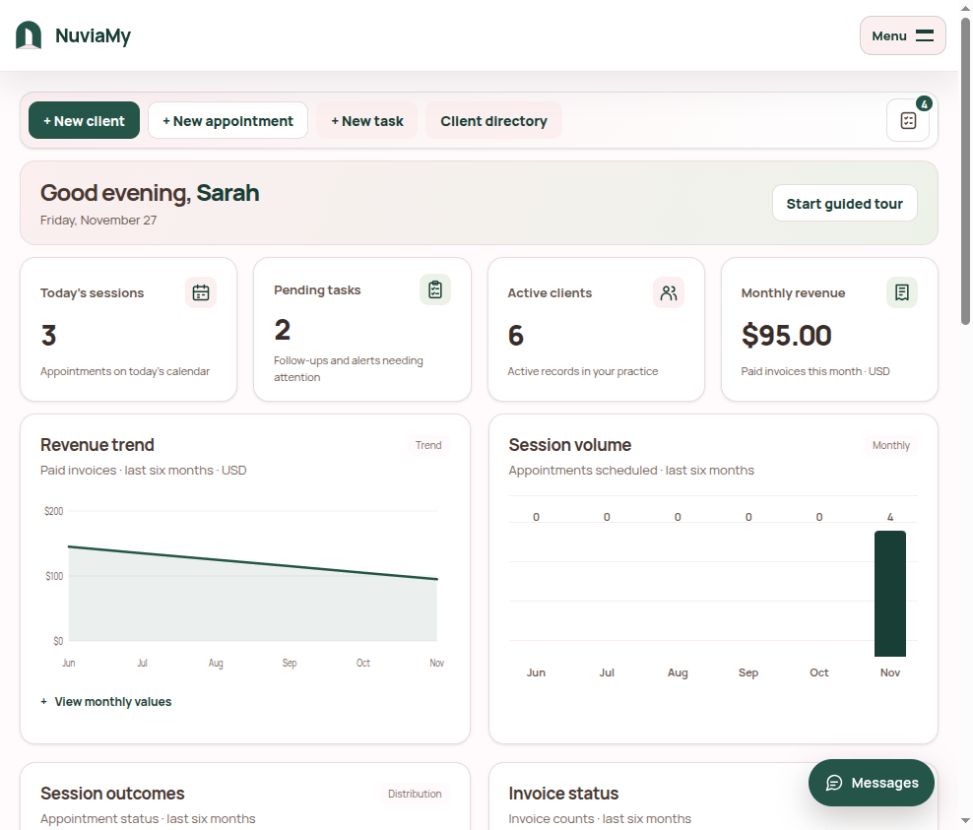 NuviaMy
Menu
+ New client
+ New appointment
+ New task
Client directory
4
Good evening, Sarah
Friday, November 27
Start guided tour
Today's sessions
3
Appointments on today's calendar
Pending tasks
2
Follow-ups and alerts needing
attention
Active clients
6
Active records in your practice
Monthly revenue
$95.00
Paid invoices this month · USD
Revenue trend
Trend
Paid invoices · last six months · USD
$200
$100
$0
Jun Jul Aug Sep Oct Nov
+ View monthly values
Session volume
Monthly
Appointments scheduled · last six months
0 0 0 0 0 4
Jun Jul Aug Sep Oct Nov
Session outcomes
Distribution
Appointment status · last six months
Invoice status
Invoice counts · last six months
Messages